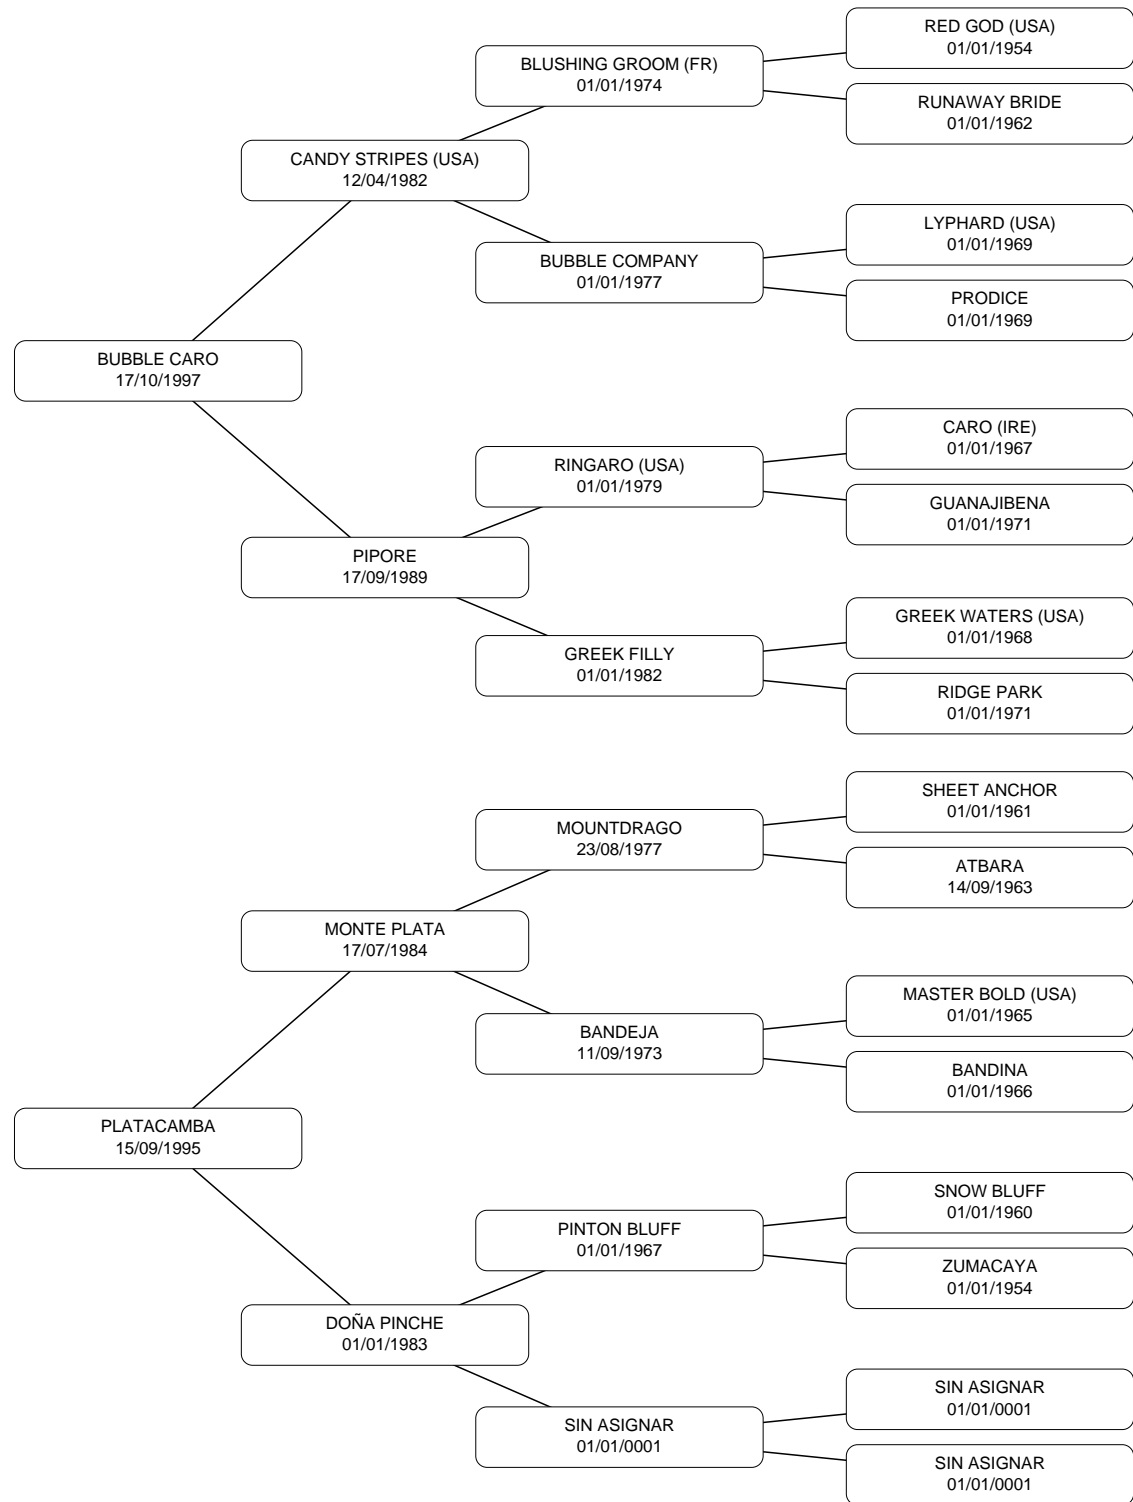 RED GOD (USA)
01/01/1954
BLUSHING GROOM (FR)
01/01/1974
RUNAWAY BRIDE
01/01/1962
CANDY STRIPES (USA)
12/04/1982
LYPHARD (USA)
01/01/1969
BUBBLE COMPANY
01/01/1977
PRODICE
01/01/1969
BUBBLE CARO
17/10/1997
CARO (IRE)
01/01/1967
RINGARO (USA)
01/01/1979
GUANAJIBENA
01/01/1971
PIPORE
17/09/1989
GREEK WATERS (USA)
01/01/1968
GREEK FILLY
01/01/1982
RIDGE PARK
01/01/1971
SHEET ANCHOR
01/01/1961
MOUNTDRAGO
23/08/1977
ATBARA
14/09/1963
MONTE PLATA
17/07/1984
MASTER BOLD (USA)
01/01/1965
BANDEJA
11/09/1973
BANDINA
01/01/1966
PLATACAMBA
15/09/1995
SNOW BLUFF
01/01/1960
PINTON BLUFF
01/01/1967
ZUMACAYA
01/01/1954
DOÑA PINCHE
01/01/1983
SIN ASIGNAR
01/01/0001
SIN ASIGNAR
01/01/0001
SIN ASIGNAR
01/01/0001